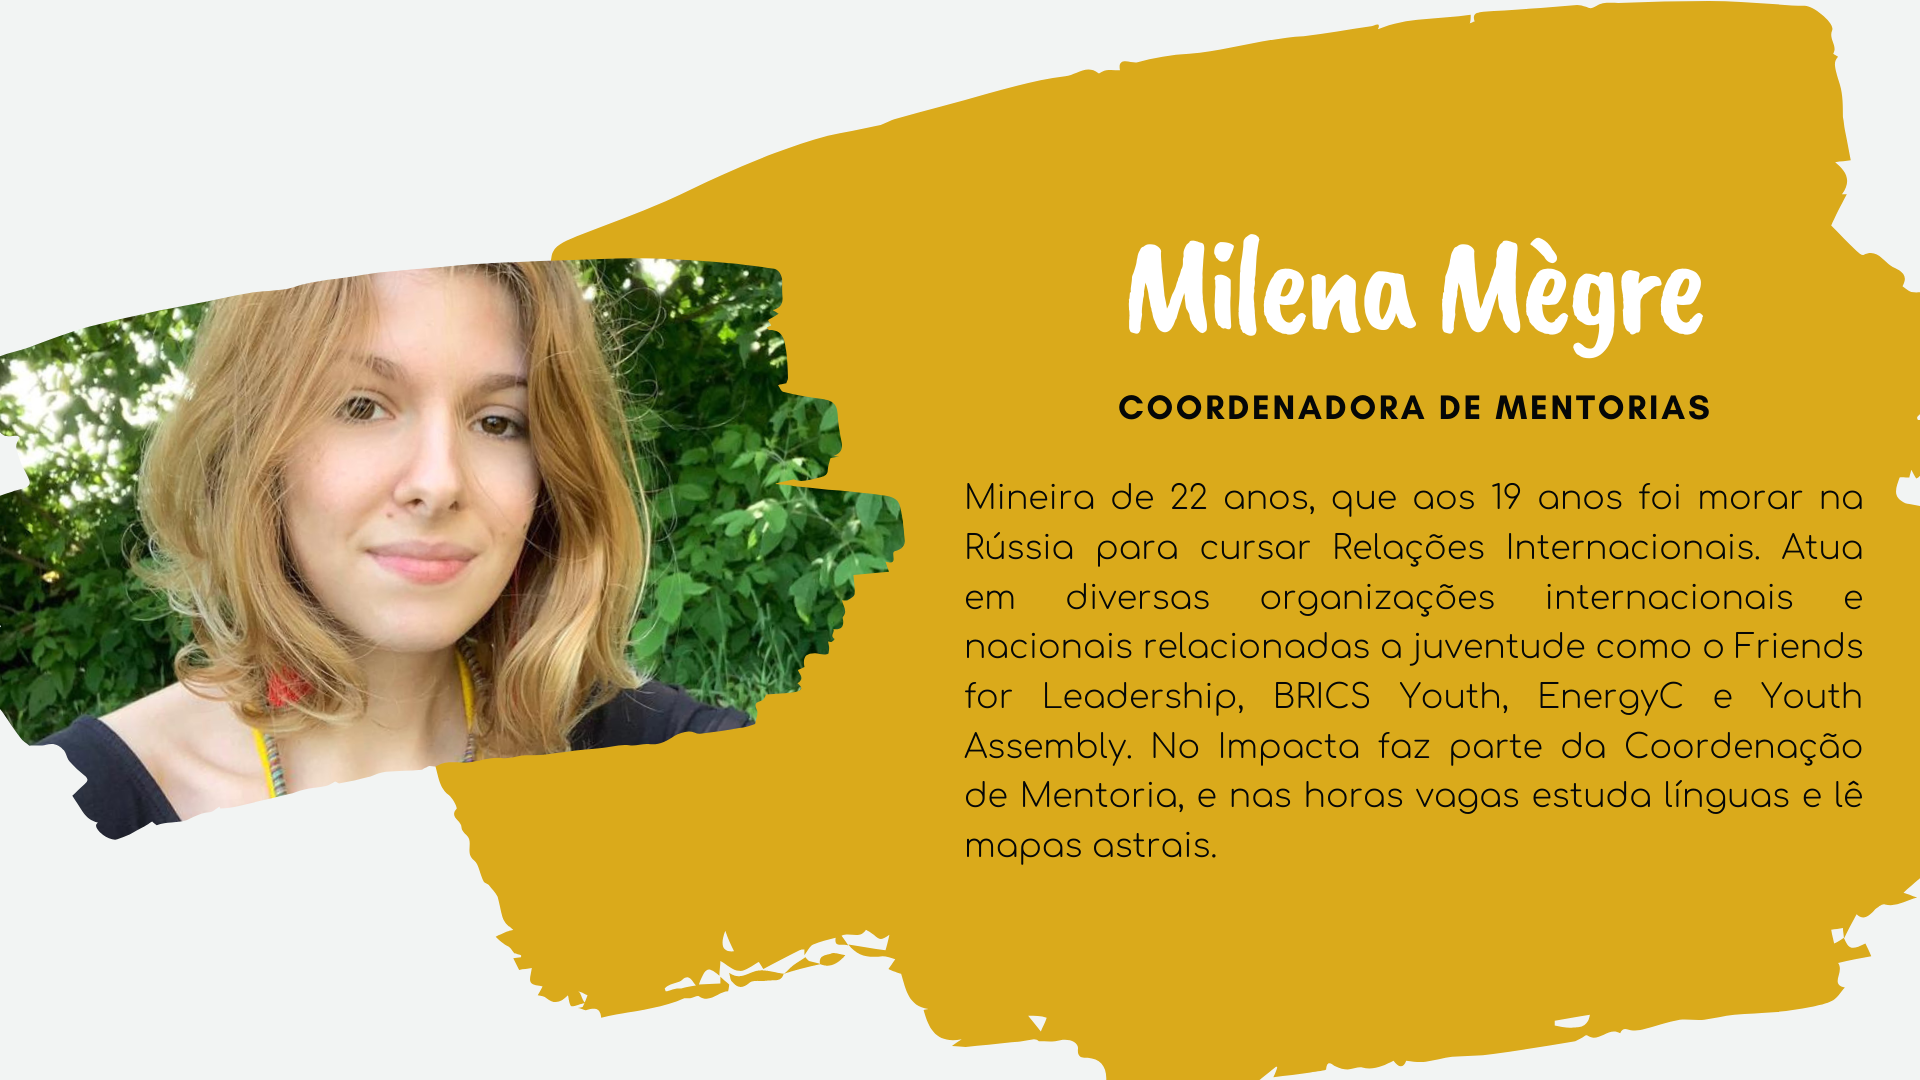 Milena Mègre
COORDENADORA DE MENTORIAS
Mineira de 22 anos, que aos 19 anos foi morar na
Rússia para cursar Relações Internacionais. Atua
em diversas organizações internacionais e
nacionais relacionadas a juventude como o Friends
for Leadership, BRICS Youth, EnergyC e Youth
Assembly. No Impacta faz parte da Coordenação
de Mentoria, e nas horas vagas estuda línguas e lê
mapas astrais.